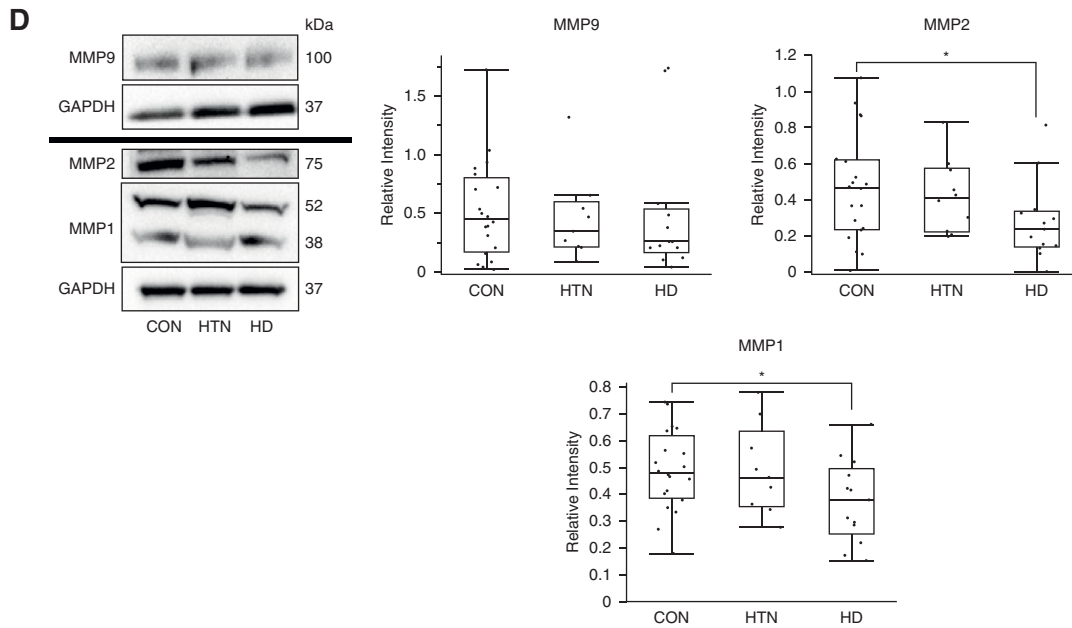 D
kDa
MMP9 100
GAPDH 37
MMP2 75
MMP1 52
38
GAPDH 37
CON HTN HD
MMP9
Relative Intensity
1.5
1.0
0.5
0
CON HTN HD
MMP2
*
Relative Intensity
1.2
1.0
0.8
0.6
0.4
0.2
0
CON HTN HD
MMP1
*
Relative Intensity
0.8
0.7
0.6
0.5
0.4
0.3
0.2
0.1
0
CON HTN HD